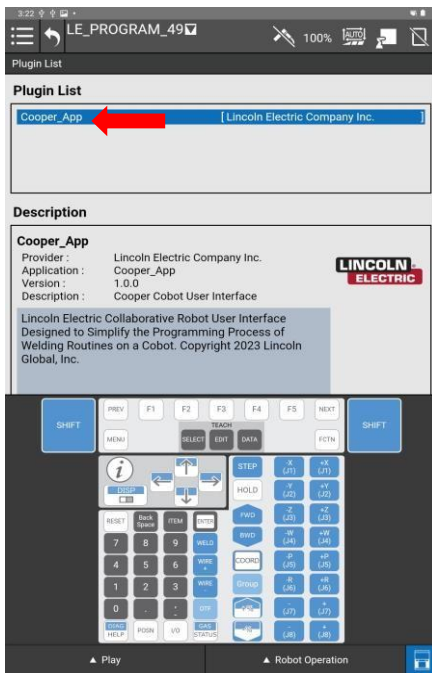 3:22
LE_PROGRAM_49
100%
AUTO
Plugin List
Plugin List
Cooper_App [ Lincoln Electric Company Inc. ]
Description
Cooper_App
Provider : Lincoln Electric Company Inc.
Application : Cooper_App
Version : 1.0.0
Description : Cooper Cobot User Interface
LINCOLN
ELECTRIC
Lincoln Electric Collaborative Robot User Interface
Designed to Simplify the Programming Process of
Welding Routines on a Cobot. Copyright 2023 Lincoln
Global, Inc.
SHIFT PREV F1 F2 F3 F4 F5 NEXT SHIFT
TEACH
MENU SELECT EDIT DATA FCTN
i
DISP
STEP -X (J1) +X (J1)
HOLD -Y (J2) +Y (J2)
RESET Back Space ITEM ENTER FWD -Z (J3) +Z (J3)
7 8 9 WELD BWD -W (J4) +W (J4)
4 5 6 WIRE + COORD -P (J5) +P (J5)
1 2 3 WIRE - Group -R (J6) +R (J6)
0 . - (J7) + (J7)
DIAG HELP POSN I/O GAS STATUS - (J8) + (J8)
▲ Play ▲ Robot Operation